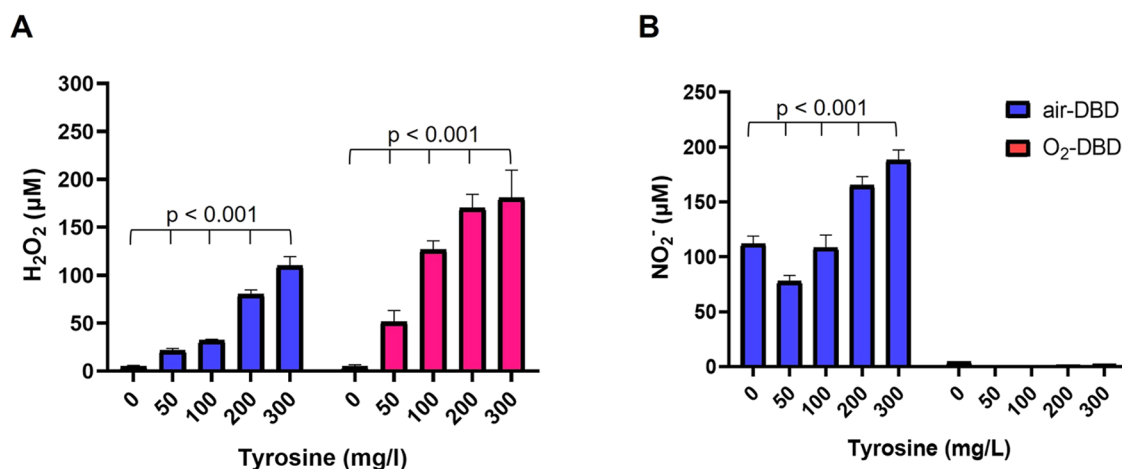 A
H₂O₂ (µM)
300
250
200
150
100
50
0
p < 0.001
p < 0.001
0 50 100 200 300 0 50 100 200 300
Tyrosine (mg/l)
B
NO₂⁻ (µM)
250
200
150
100
50
0
p < 0.001
air-DBD
O₂-DBD
0 50 100 200 300 0 50 100 200 300
Tyrosine (mg/L)